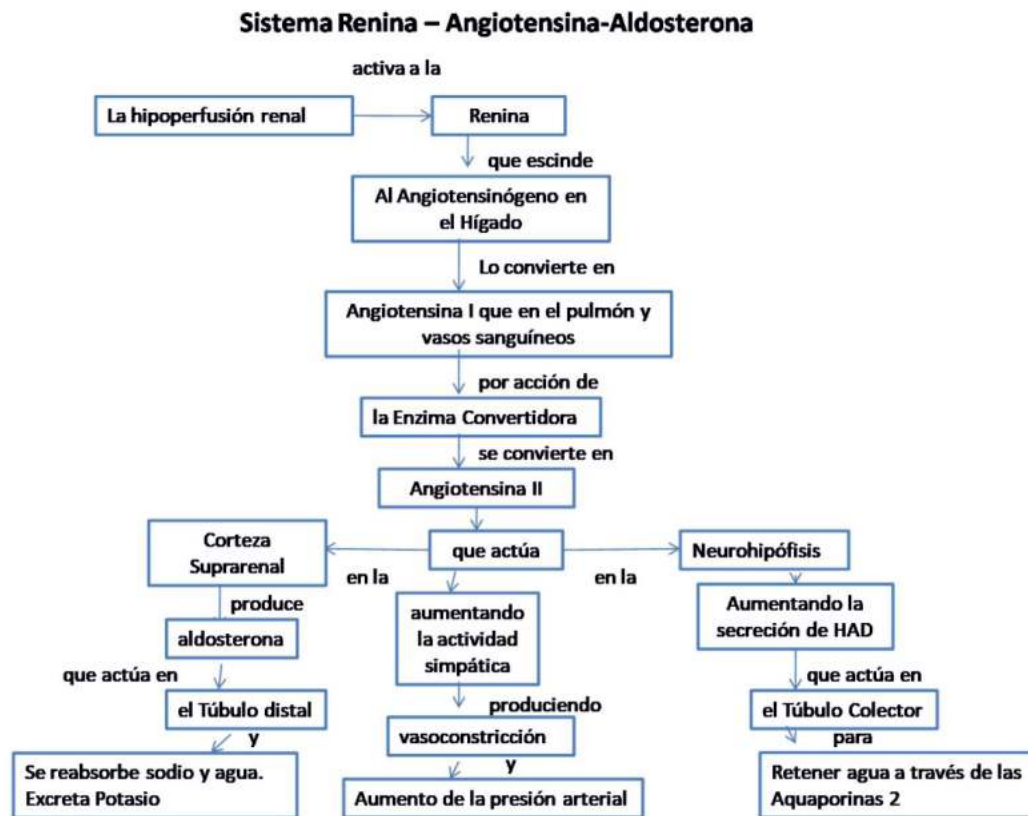 Sistema Renina – Angiotensina-Aldosterona
activa a la
La hipoperfusión renal
Renina
que escinde
Al Angiotensinógeno en
el Hígado
Lo convierte en
Angiotensina I que en el pulmón y
vasos sanguíneos
por acción de
la Enzima Convertidora
se convierte en
Angiotensina II
que actúa
en la
Corteza
Suprarrenal
produce
aldosterona
que actúa en
el Túbulo distal
y
Se reabsorbe sodio y agua.
Excreta Potasio
aumentando
la actividad
simpática
produciendo
vasoconstricción
y
Aumento de la presión arterial
en la
Neurohipófisis
Aumentando la
secreción de HAD
que actúa en
el Túbulo Colector
para
Retener agua a través de las
Aquaporinas 2